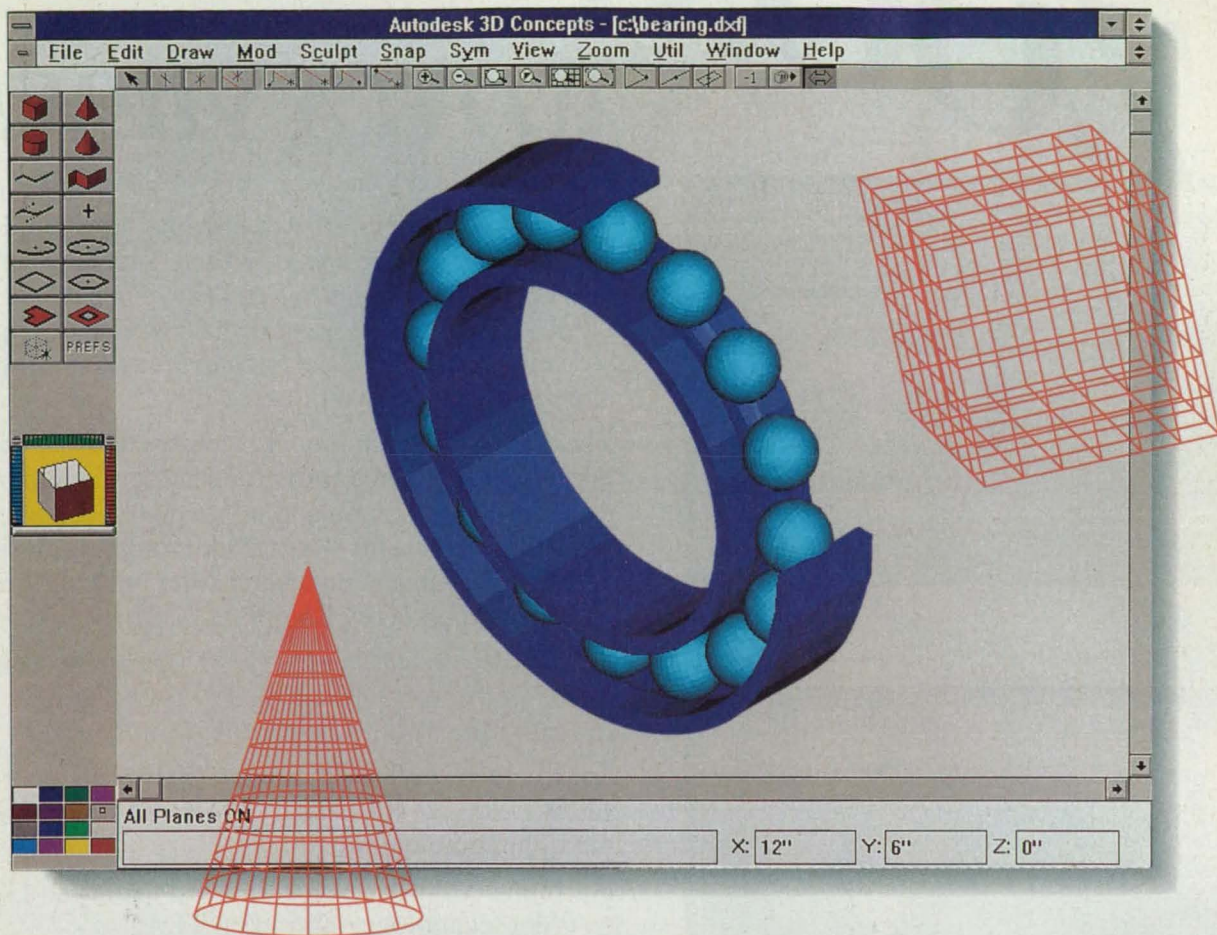 Autodesk 3D Concepts - [c:\bearing.dxf]
File Edit Draw Mod Sculpt Snap Sym View Zoom Util Window Help
-1
PREFS
All Planes ON
X: 12" Y: 6" Z: 0"